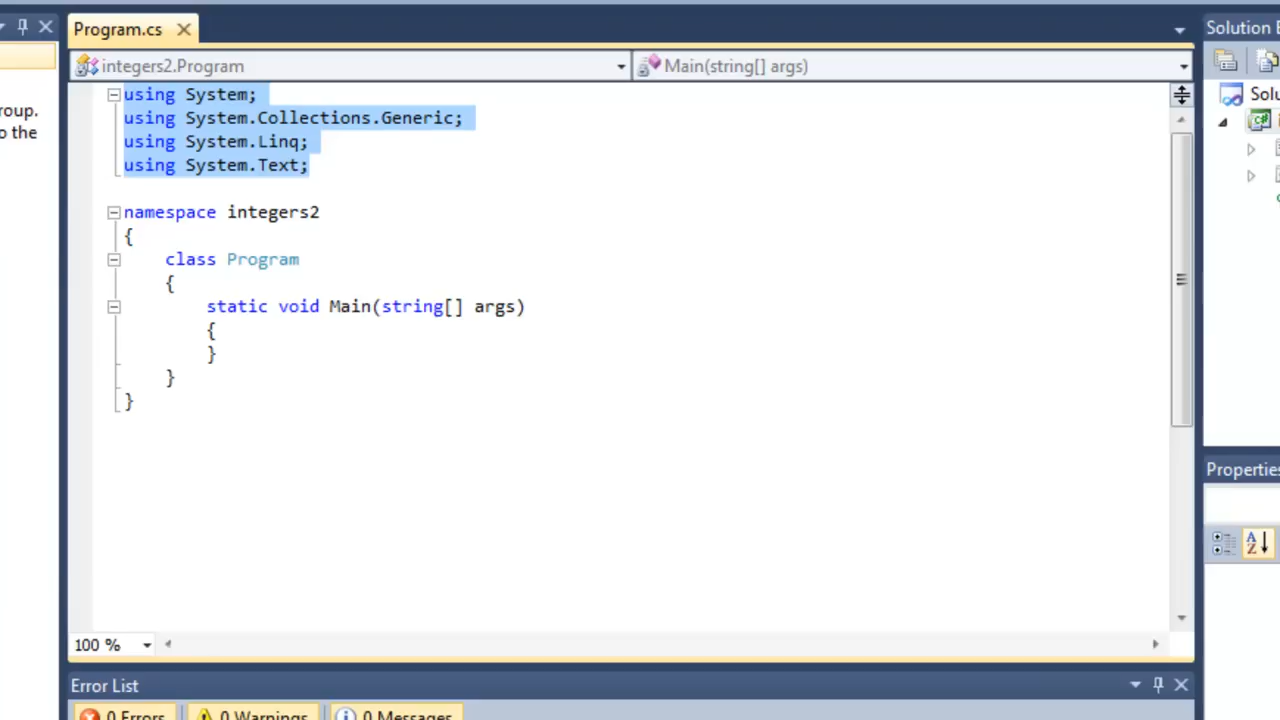 Program.cs
Solution E
integers2.Program
Main(string[] args)
roup.
o the
using System;
using System.Collections.Generic;
using System.Linq;
using System.Text;
namespace integers2
{
class Program
{
static void Main(string[] args)
{
}
}
}
Solu
Properties
100 %
Error List
0 Errors
0 Warnings
0 Messages